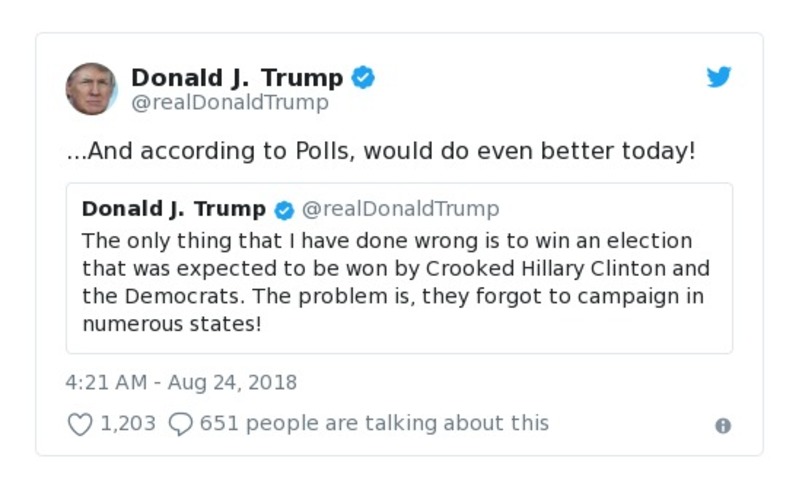 Donald J. Trump
@realDonaldTrump
...And according to Polls, would do even better today!
Donald J. Trump @realDonaldTrump
The only thing that I have done wrong is to win an election
that was expected to be won by Crooked Hillary Clinton and
the Democrats. The problem is, they forgot to campaign in
numerous states!
4:21 AM - Aug 24, 2018
1,203 651 people are talking about this